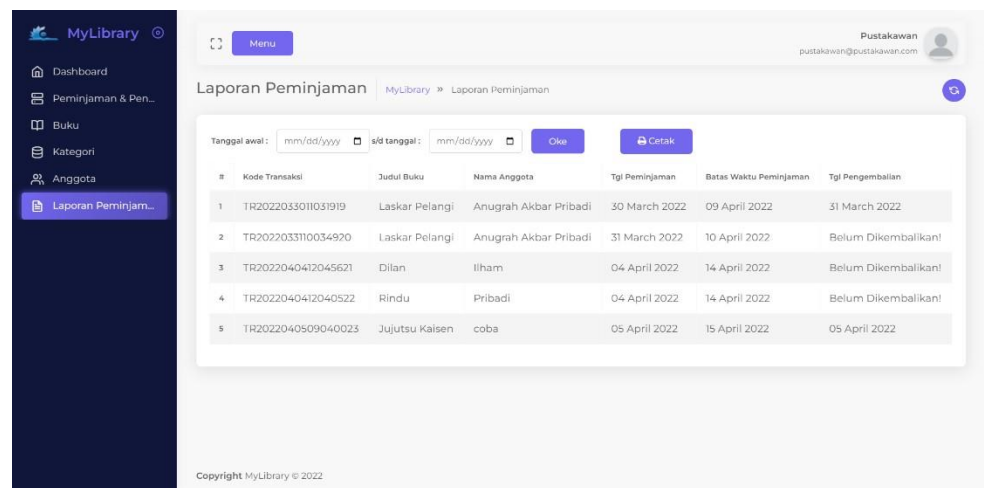 MyLibrary
Dashboard
Peminjaman & Pen...
Buku
Kategori
Anggota
Laporan Peminjam...
Menu
Pustakawan
pustakawan@pustakawan.com
Laporan Peminjaman MyLibrary » Laporan Peminjaman
Tanggal awal : mm/dd/yyyy s/d tanggal : mm/dd/yyyy Oke Cetak
# Kode Transaksi Judul Buku Nama Anggota Tgl Peminjaman Batas Waktu Peminjaman Tgl Pengembalian
1 TR2022033011031919 Laskar Pelangi Anugrah Akbar Pribadi 30 March 2022 09 April 2022 31 March 2022
2 TR2022033110034920 Laskar Pelangi Anugrah Akbar Pribadi 31 March 2022 10 April 2022 Belum Dikembalikan!
3 TR2022040412045621 Dilan Ilham 04 April 2022 14 April 2022 Belum Dikembalikan!
4 TR2022040412040522 Rindu Pribadi 04 April 2022 14 April 2022 Belum Dikembalikan!
5 TR2022040509040023 Jujutsu Kaisen coba 05 April 2022 15 April 2022 05 April 2022
Copyright MyLibrary © 2022